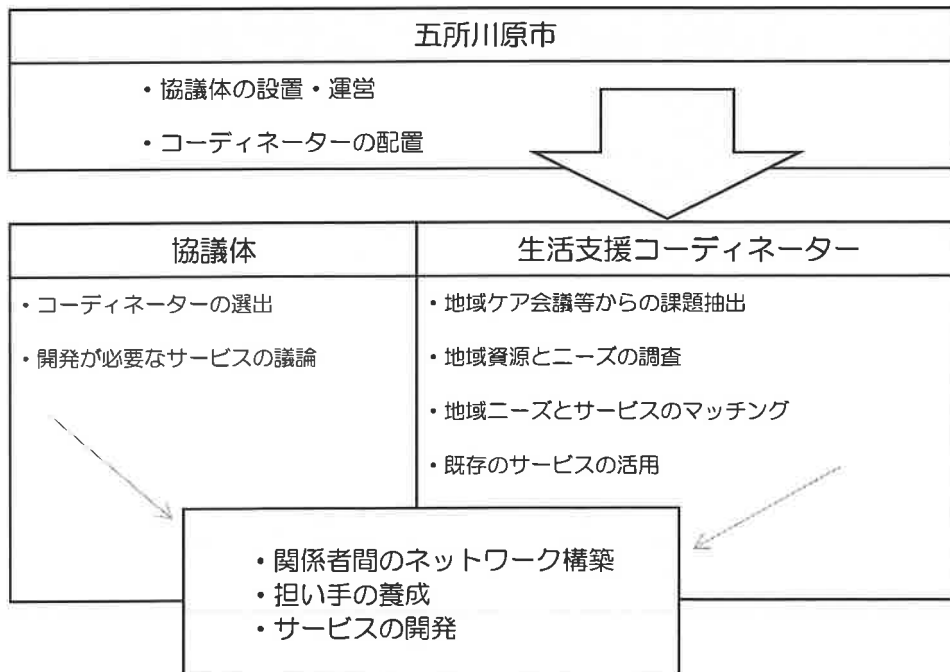 五所川原市
・協議体の設置・運営
・コーディネーターの配置
協議体
・コーディネーターの選出
・開発が必要なサービスの議論
生活支援コーディネーター
・地域ケア会議等からの課題抽出
・地域資源とニーズの調査
・地域ニーズとサービスのマッチング
・既存のサービスの活用
・関係者間のネットワーク構築
・担い手の養成
・サービスの開発